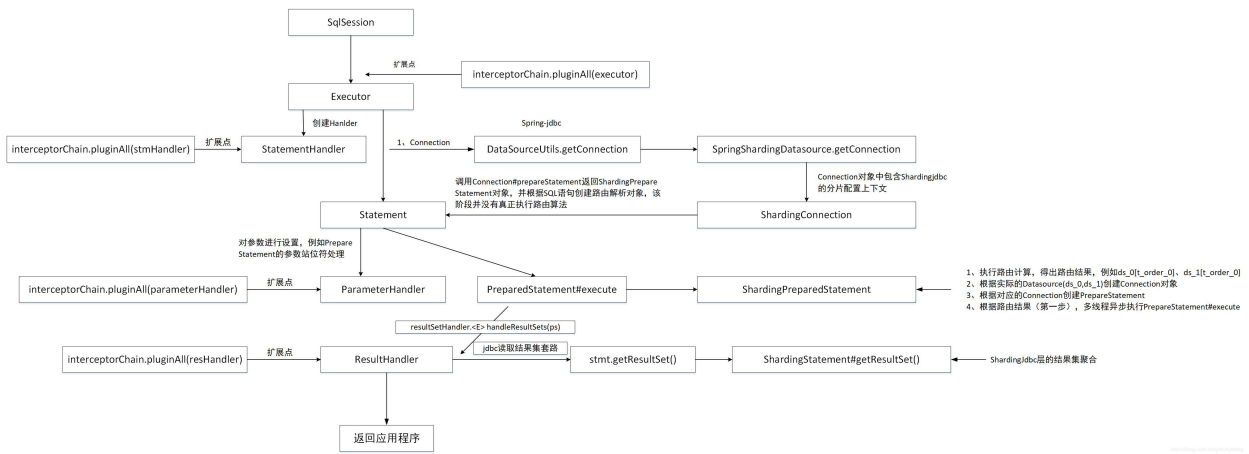 SqlSession
扩展点
interceptorChain.pluginAll(executor)
Executor
创建Hanlder
Spring-jdbc
interceptorChain.pluginAll(stmHandler)
扩展点
StatementHandler
1、Connection
DataSourceUtils.getConnection
SpringShardingDatasource.getConnection
调用Connection#prepareStatement返回ShardingPrepare
Statement对象，并根据SQL语句创建路由解析对象，该
阶段并没有真正执行路由算法
Connection对象中包含Shardingjdbc
的分片配置上下文
Statement
ShardingConnection
对参数进行设置，例如Prepare
Statement的参数站位符处理
interceptorChain.pluginAll(parameterHandler)
扩展点
ParameterHandler
PreparedStatement#execute
ShardingPreparedStatement
1、执行路由计算，得出路由结果，例如ds_0[t_order_0]、ds_1[t_order_0]
2、根据实际的Datasource(ds_0,ds_1)创建Connection对象
3、根据对应的Connection创建PrepareStatement
4、根据路由结果（第一步），多线程异步执行PrepareStatement#execute
resultSetHandler.<E> handleResultSets(ps)
jdbc读取结果集套路
interceptorChain.pluginAll(resHandler)
扩展点
ResultHandler
stmt.getResultSet()
ShardingStatement#getResultSet()
ShardingJdbc层的结果集聚合
返回应用程序